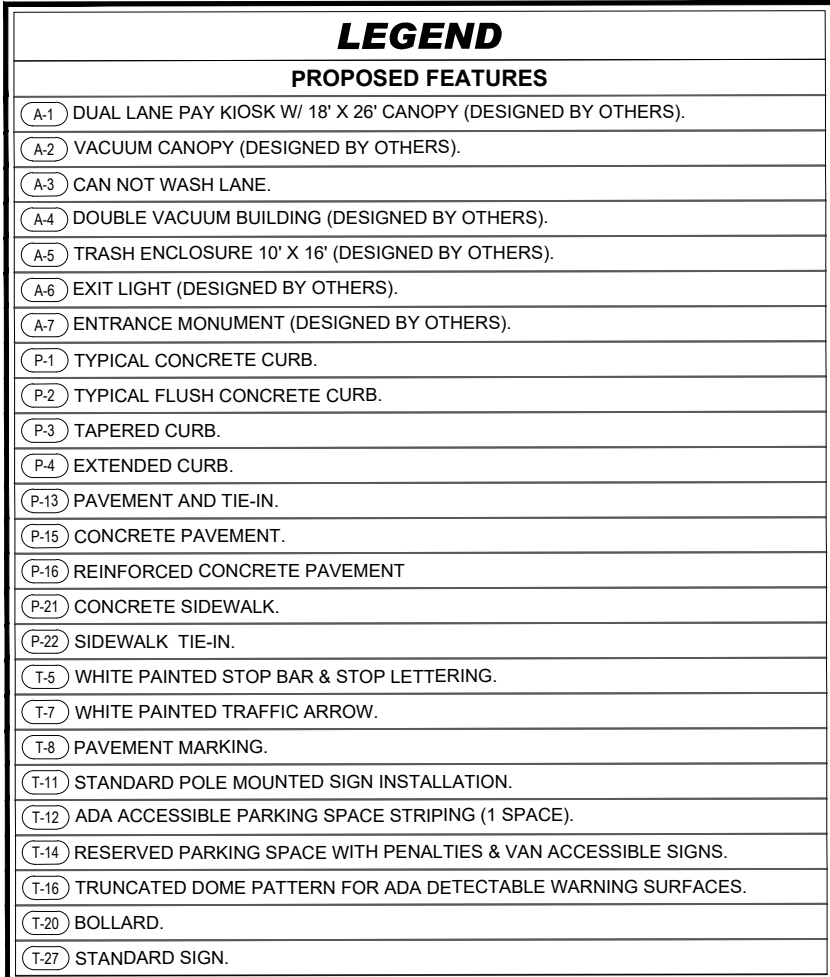 LEGEND
PROPOSED FEATURES
A-1 DUAL LANE PAY KIOSK W/ 18' X 26' CANOPY (DESIGNED BY OTHERS).
A-2 VACUUM CANOPY (DESIGNED BY OTHERS).
A-3 CAN NOT WASH LANE.
A-4 DOUBLE VACUUM BUILDING (DESIGNED BY OTHERS).
A-5 TRASH ENCLOSURE 10' X 16' (DESIGNED BY OTHERS).
A-6 EXIT LIGHT (DESIGNED BY OTHERS).
A-7 ENTRANCE MONUMENT (DESIGNED BY OTHERS).
P-1 TYPICAL CONCRETE CURB.
P-2 TYPICAL FLUSH CONCRETE CURB.
P-3 TAPERED CURB.
P-4 EXTENDED CURB.
P-13 PAVEMENT AND TIE-IN.
P-15 CONCRETE PAVEMENT.
P-16 REINFORCED CONCRETE PAVEMENT
P-21 CONCRETE SIDEWALK.
P-22 SIDEWALK TIE-IN.
T-5 WHITE PAINTED STOP BAR & STOP LETTERING.
T-7 WHITE PAINTED TRAFFIC ARROW.
T-8 PAVEMENT MARKING.
T-11 STANDARD POLE MOUNTED SIGN INSTALLATION.
T-12 ADA ACCESSIBLE PARKING SPACE STRIPING (1 SPACE).
T-14 RESERVED PARKING SPACE WITH PENALTIES & VAN ACCESSIBLE SIGNS.
T-16 TRUNCATED DOME PATTERN FOR ADA DETECTABLE WARNING SURFACES.
T-20 BOLLARD.
T-27 STANDARD SIGN.